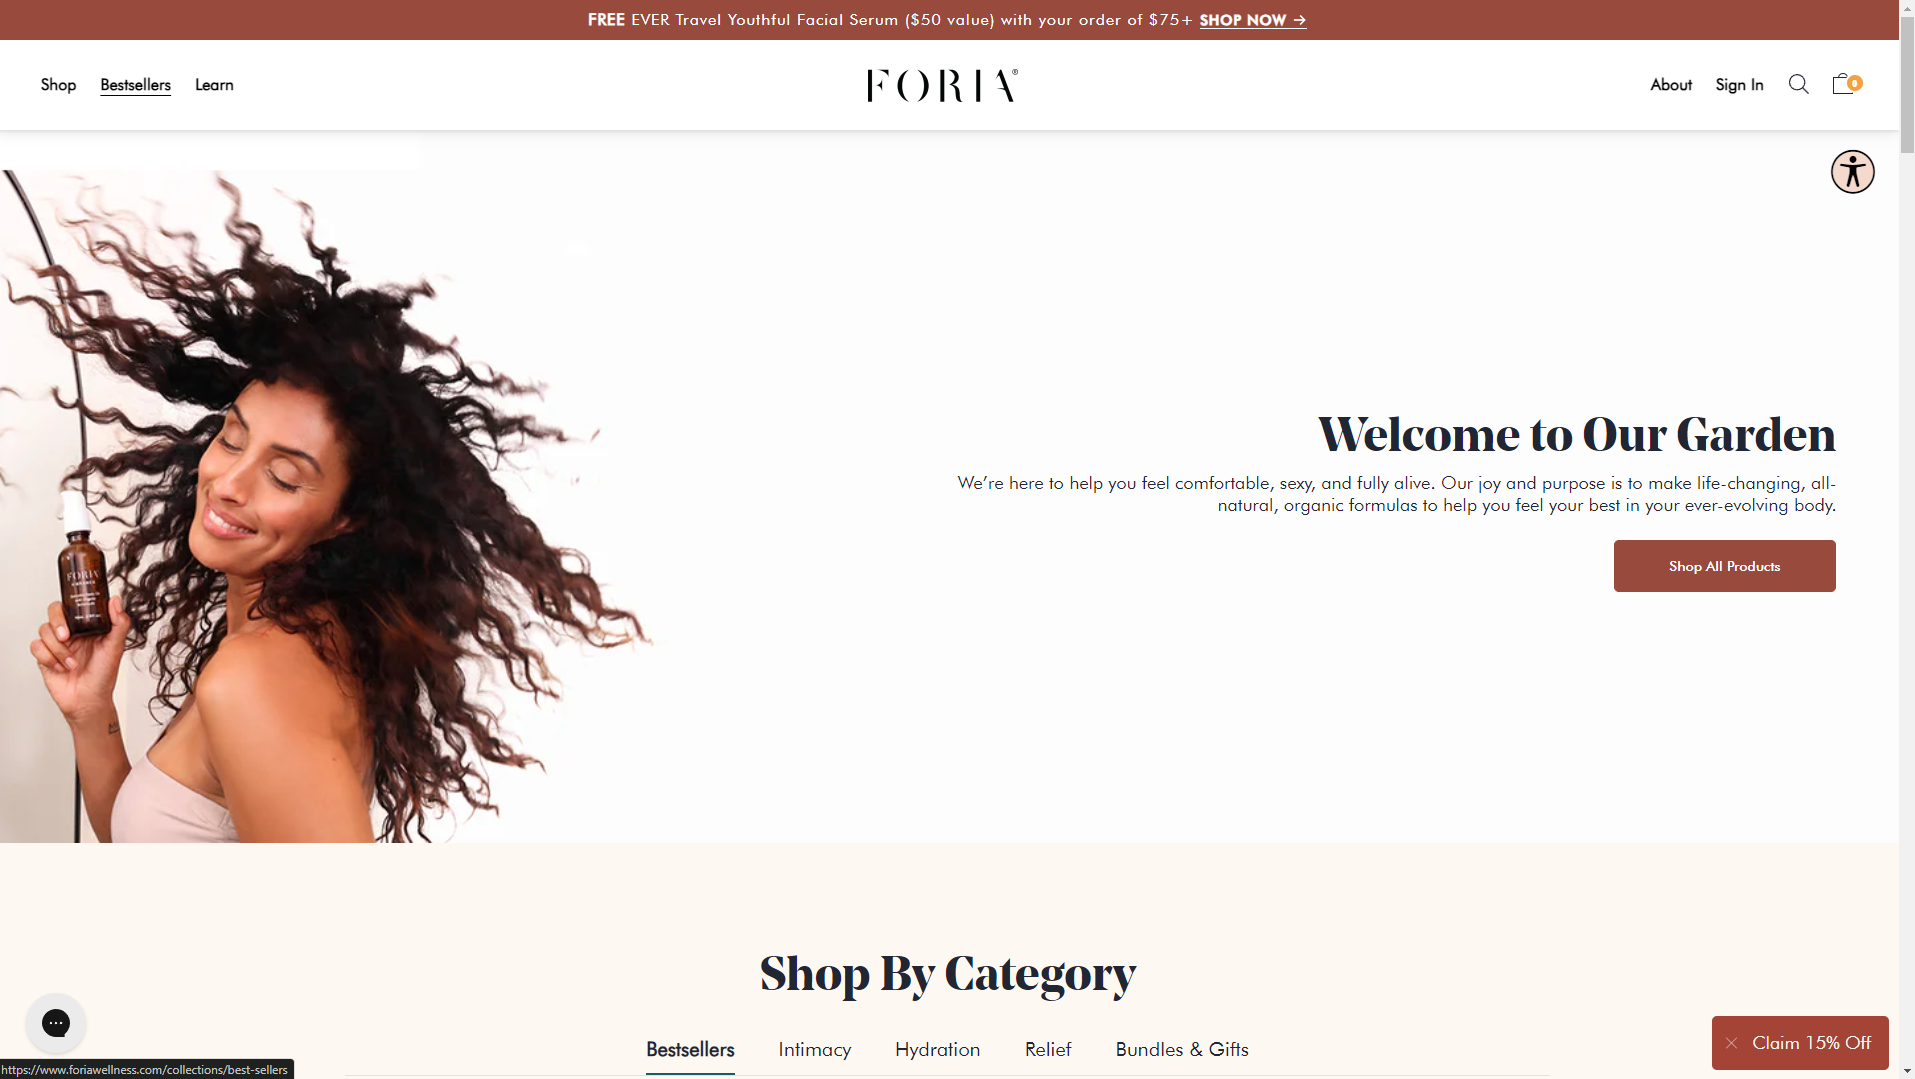 FREE EVER Travel Youthful Facial Serum ($50 value) with your order of $75+ SHOP NOW →
Shop Bestsellers Learn
FORIA®
About Sign In
0
Welcome to Our Garden
We're here to help you feel comfortable, sexy, and fully alive. Our joy and purpose is to make life-changing, all-
natural, organic formulas to help you feel your best in your ever-evolving body.
Shop All Products
FORIA
Shop By Category
Bestsellers Intimacy Hydration Relief Bundles & Gifts
Claim 15% Off
https://www.foriawellness.com/collections/best-sellers